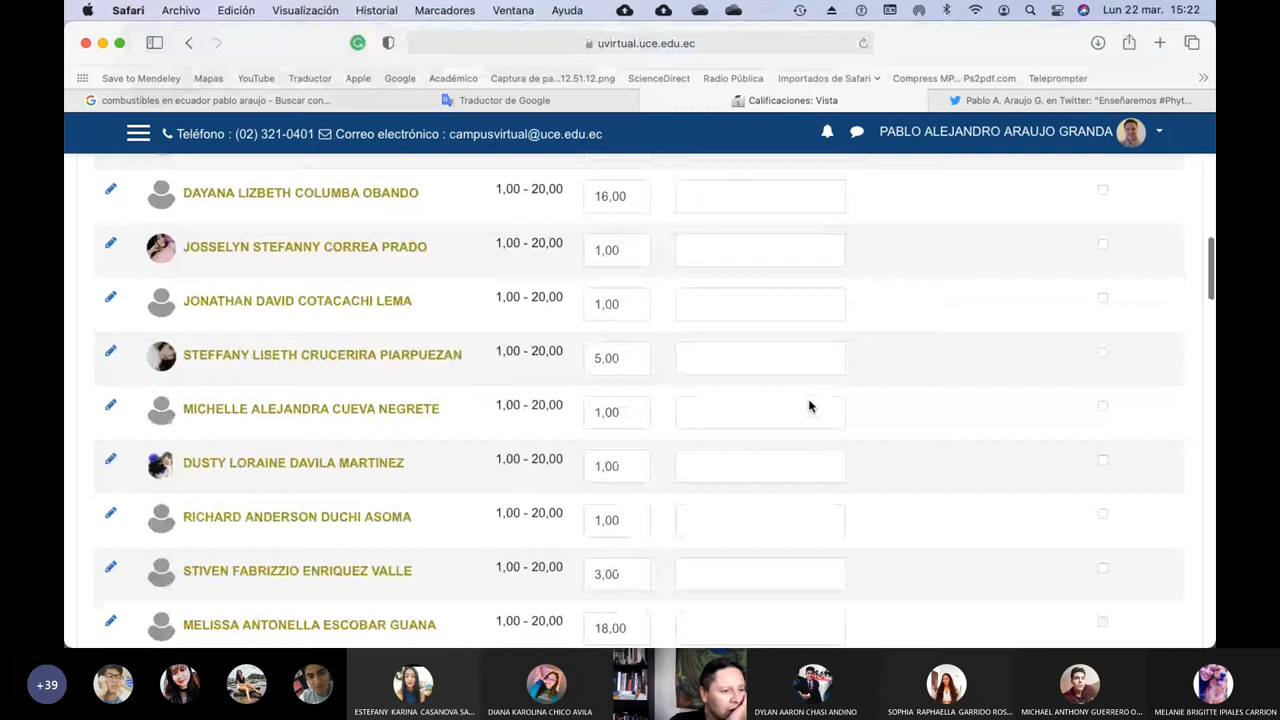 Safari Archivo Edición Visualización Historial Marcadores Ventana Ayuda Lun 22 mar. 15:22
uvirtual.uce.edu.ec
Save to Mendeley Mapas YouTube Traductor Apple Google Académico Captura de pa...12.51.12.png ScienceDirect Radio Pública Importados de Safari Compress MP... Ps2pdf.com Teleprompter
combustibles en ecuador pablo araujo - Buscar con... Traductor de Google Calificaciones: Vista Pablo A. Araujo G. en Twitter: "Enseñaremos #Phyt...
Teléfono : (02) 321-0401 Correo electrónico : campusvirtual@uce.edu.ec PABLO ALEJANDRO ARAUJO GRANDA
DAYANA LIZBETH COLUMBA OBANDO 1,00 - 20,00 16,00
JOSSELYN STEFANNY CORREA PRADO 1,00 - 20,00 1,00
JONATHAN DAVID COTACACHI LEMA 1,00 - 20,00 1,00
STEFFANY LISETH CRUCERIRA PIARPUEZAN 1,00 - 20,00 5,00
MICHELLE ALEJANDRA CUEVA NEGRETE 1,00 - 20,00 1,00
DUSTY LORAINE DAVILA MARTINEZ 1,00 - 20,00 1,00
RICHARD ANDERSON DUCHI ASOMA 1,00 - 20,00 1,00
STIVEN FABRIZZIO ENRIQUEZ VALLE 1,00 - 20,00 3,00
MELISSA ANTONELLA ESCOBAR GUANA 1,00 - 20,00 18,00
+39
ESTEFANY KARINA CASANOVA SA... DIANA KAROLINA CHICO AVILA DYLAN AARON CHASI ANDINO SOPHIA RAPHAELLA GARRIDO ROS... MICHAEL ANTHONY GUERRERO O... MELANIE BRIGITTE IPIALES CARRION